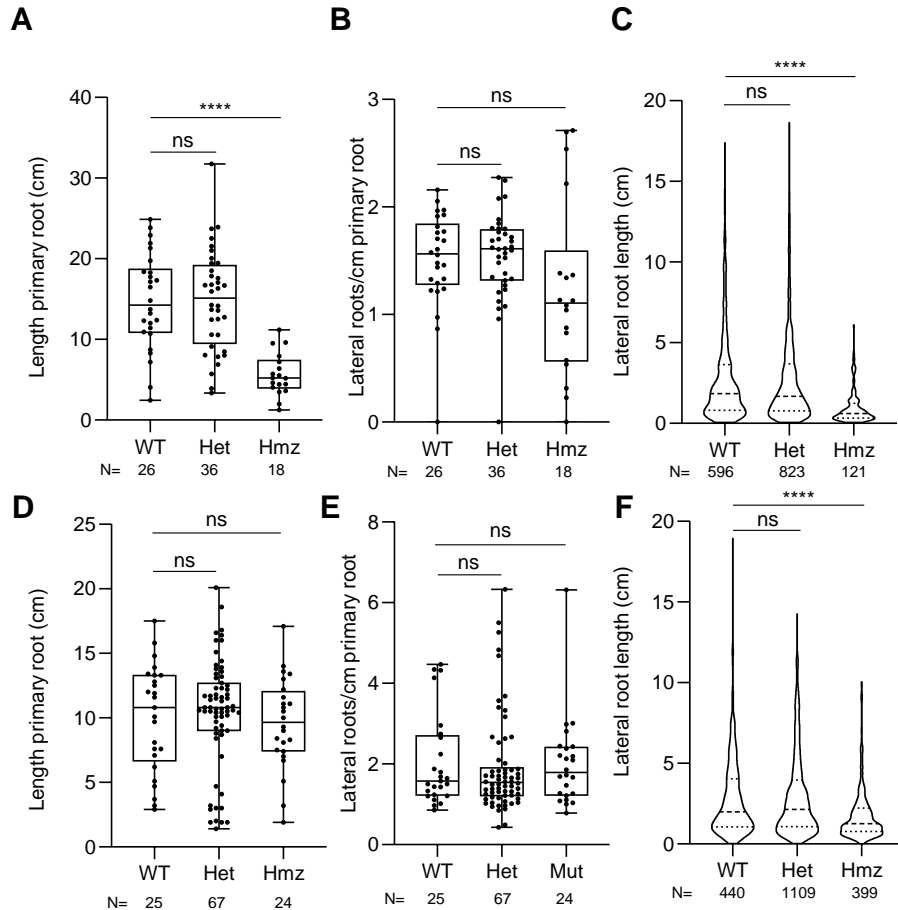 A
Length primary root (cm)
40
30
20
10
0
****
ns
WT Het Hmz
N= 26 36 18
B
Lateral roots/cm primary root
3
2
1
0
ns
ns
WT Het Hmz
26 36 18
C
Lateral root length (cm)
20
15
10
5
0
****
ns
WT Het Hmz
N= 596 823 121
D
Length primary root (cm)
25
20
15
10
5
0
ns
ns
WT Het Hmz
N= 25 67 24
E
Lateral roots/cm primary root
8
6
4
2
0
ns
ns
WT Het Mut
N= 25 67 24
F
Lateral root length (cm)
20
15
10
5
0
****
ns
WT Het Hmz
N= 440 1109 399